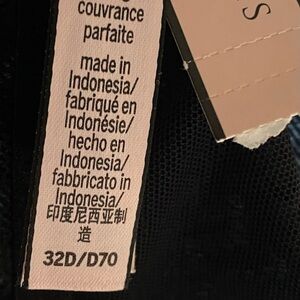 couvrance
parfaite
made in
Indonesia/
fabriqué en
Indonésie/
hecho en
Indonesia/
fabbricato in
Indonesia/
印度尼西亚制
造
32D/D70
S